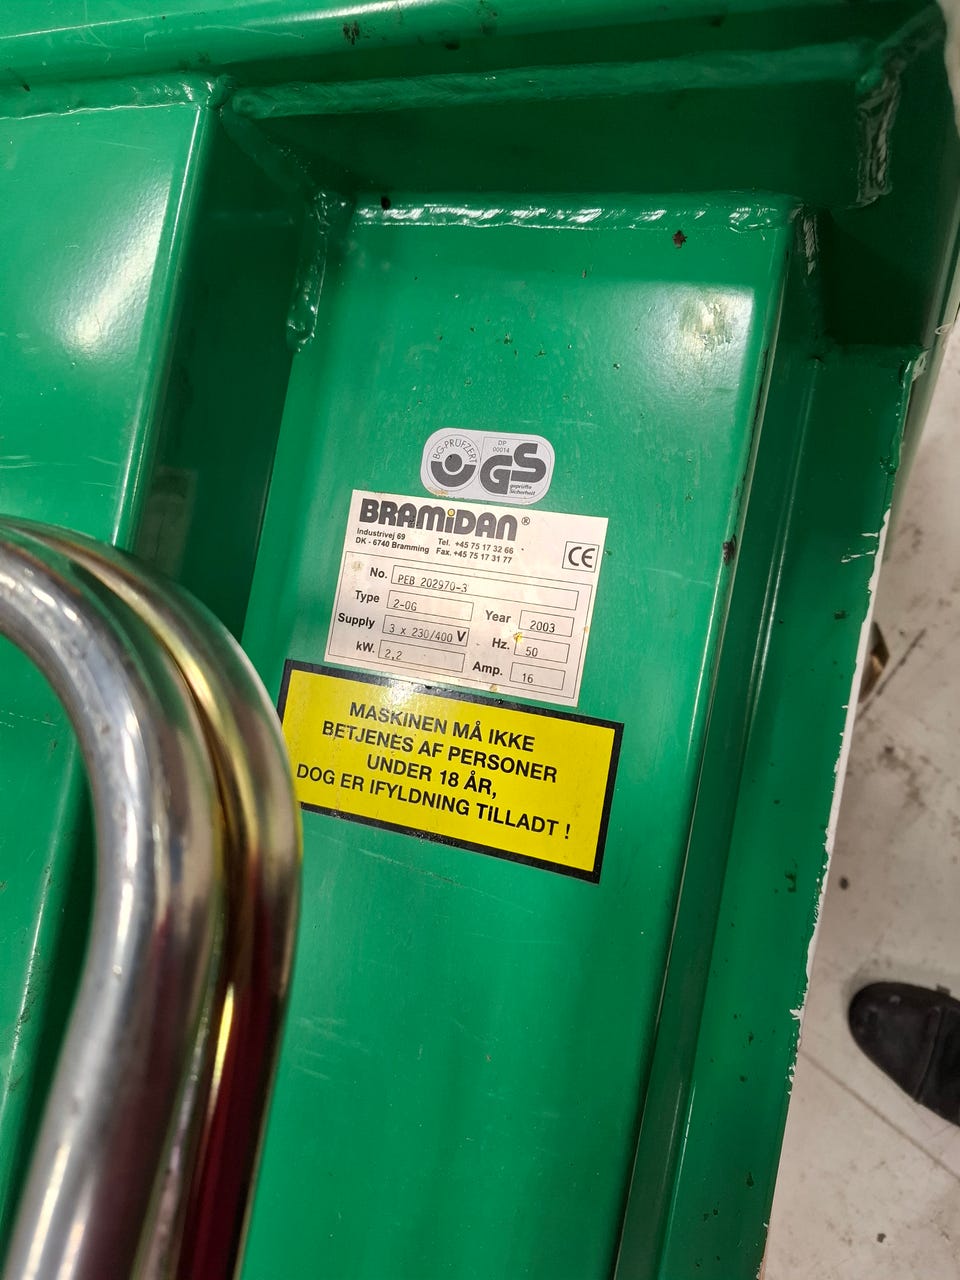 BG-PRÜFZERT
DP
00014
GS
geprüfte
Sicherheit
BRAMIDAN®
Industrivej 69 Tel. +45 75 17 32 66
DK - 6740 Bramming Fax. +45 75 17 31 77
CE
No. PEB 202970-3
Type 2-0G Year 2003
Supply 3 x 230/400 V Hz. 50
kW. 2,2 Amp. 16
MASKINEN MÅ IKKE
BETJENES AF PERSONER
UNDER 18 ÅR,
DOG ER IFYLDNING TILLADT !